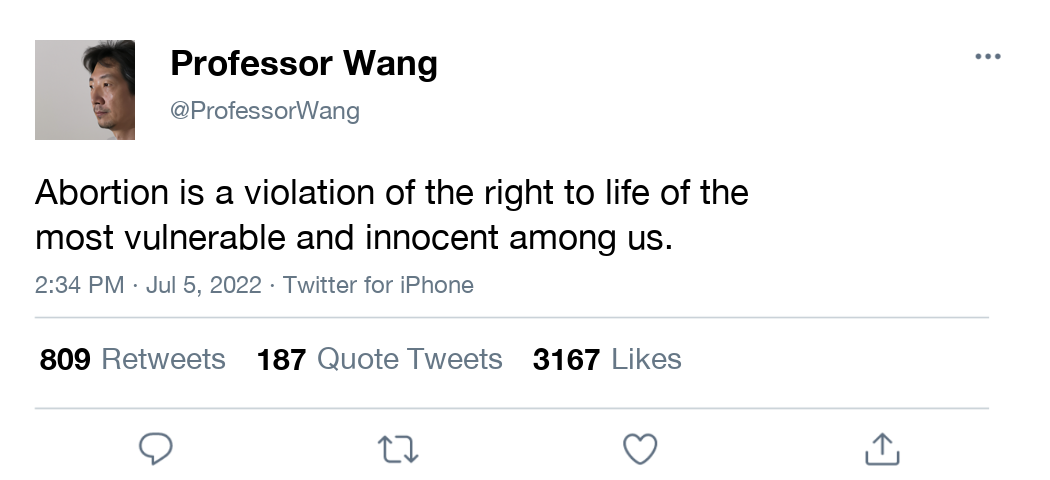 Professor Wang
@ProfessorWang
Abortion is a violation of the right to life of the
most vulnerable and innocent among us.
2:34 PM · Jul 5, 2022 · Twitter for iPhone
809 Retweets 187 Quote Tweets 3167 Likes